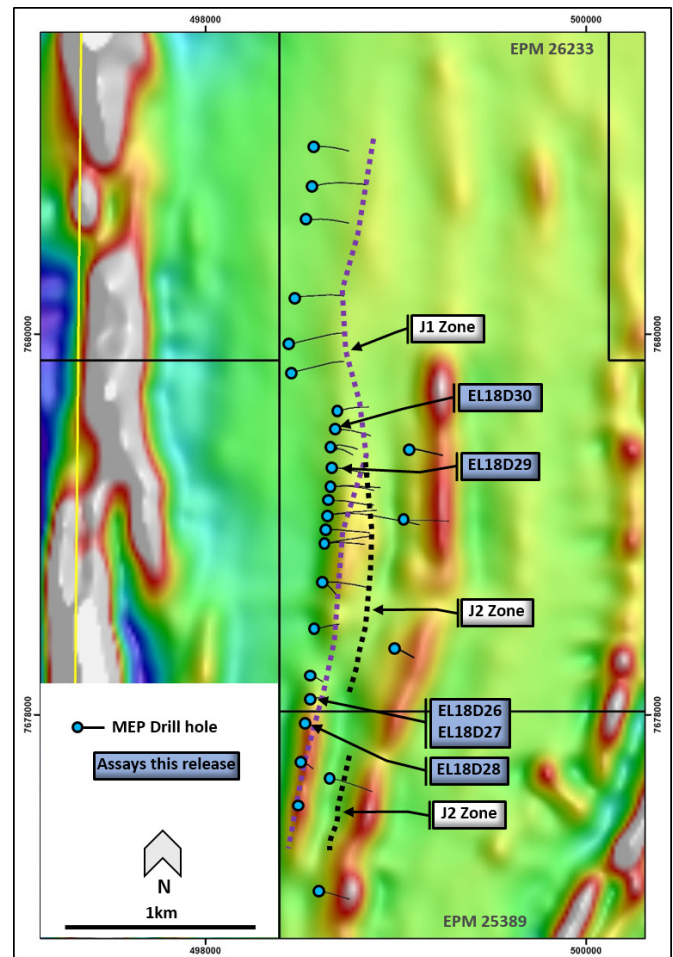 498000
500000
EPM 26233
7680000
7680000
J1 Zone
EL18D30
EL18D29
J2 Zone
7678000
7678000
MEP Drill hole
Assays this release
EL18D26
EL18D27
EL18D28
J2 Zone
N
1km
EPM 25389
498000
500000